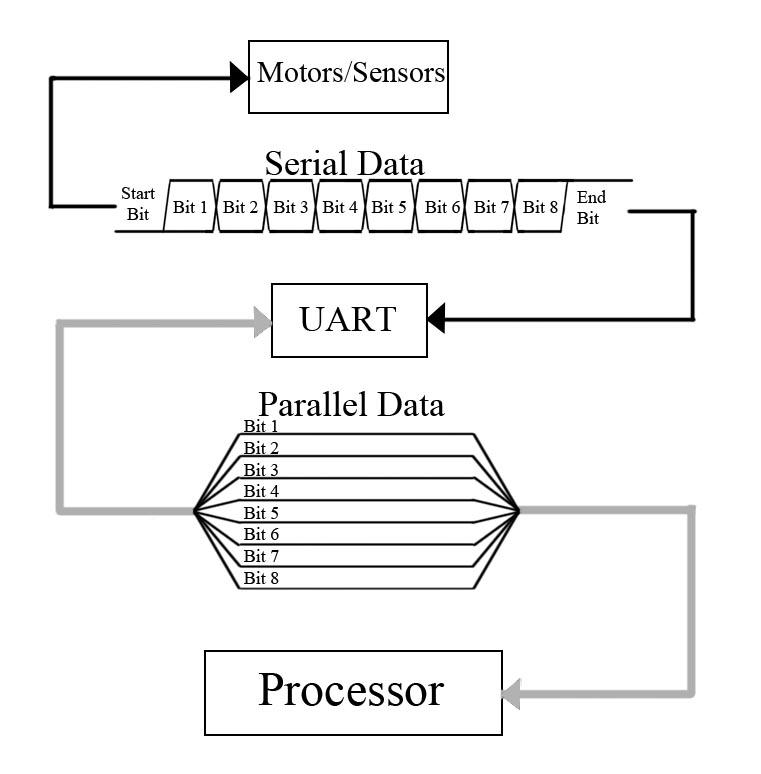 Motors/Sensors
Serial Data
Start
Bit
Bit 1
Bit 2
Bit 3
Bit 4
Bit 5
Bit 6
Bit 7
Bit 8
End
Bit
UART
Parallel Data
Bit 1
Bit 2
Bit 3
Bit 4
Bit 5
Bit 6
Bit 7
Bit 8
Processor